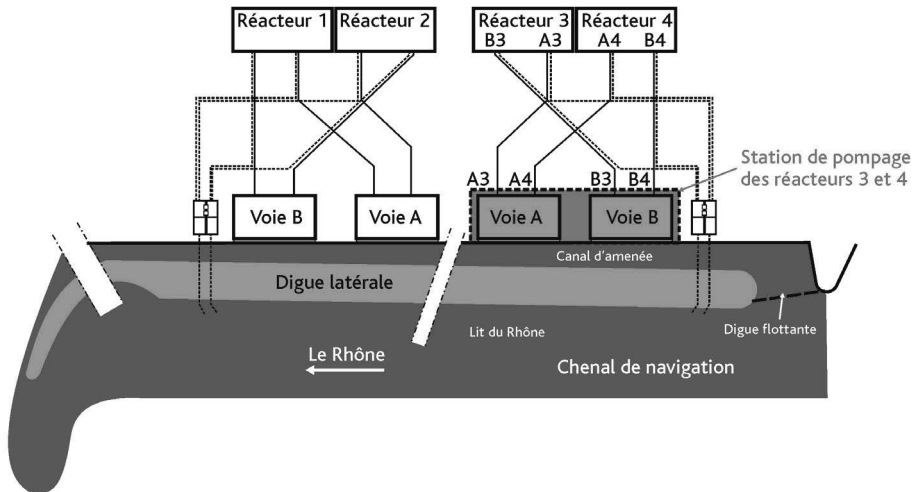 Réacteur 1
Réacteur 2
Réacteur 3
Réacteur 4
B3
A3
A4
B4
Station de pompage
des réacteurs 3 et 4
A3
A4
B3
B4
Voie B
Voie A
Voie A
Voie B
Canal d'amenée
Digue latérale
Lit du Rhône
Digue flottante
Le Rhône
Chenal de navigation